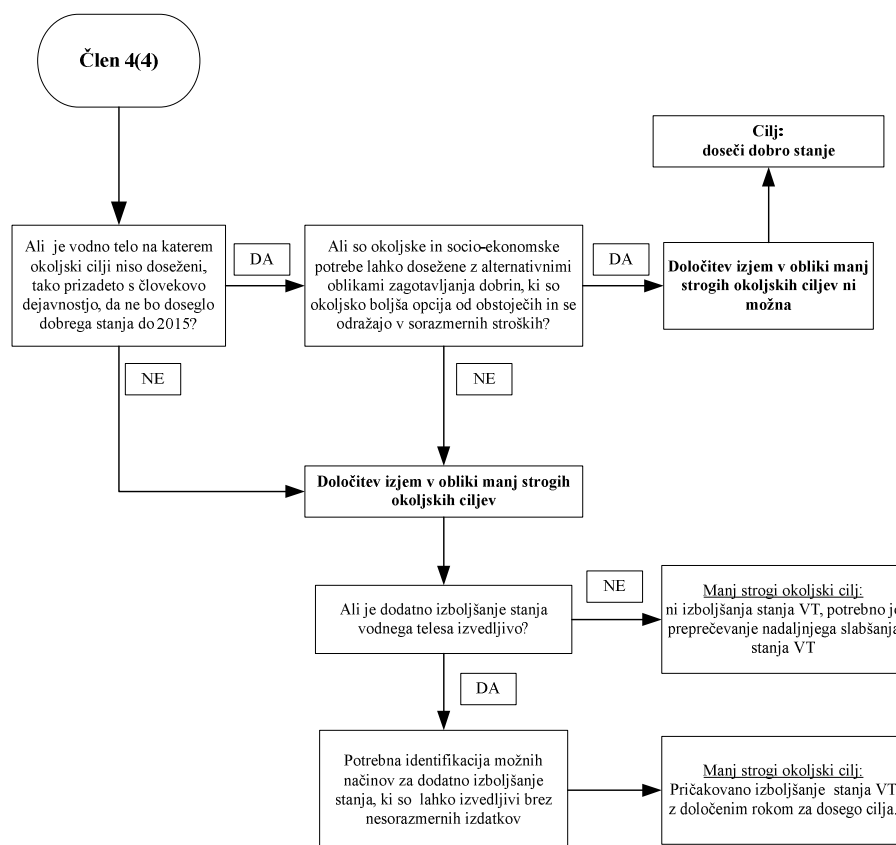 Člen 4(4)
Cilj:
doseči dobro stanje
Ali je vodno telo na katerem
okoljski cilji niso doseženi,
tako prizadeto s človekovo
dejavnostjo, da ne bo doseglo
dobrega stanja do 2015?
DA
Ali so okoljske in socio-ekonomske
potrebe lahko dosežene z alternativnimi
oblikami zagotavljanja dobrin, ki so
okoljsko boljša opcija od obstoječih in se
odražajo v sorazmernih stroških?
DA
Določitev izjem v obliki manj
strogih okoljskih ciljev ni
možna
NE
NE
Določitev izjem v obliki manj strogih
okoljskih ciljev
Ali je dodatno izboljšanje stanja
vodnega telesa izvedljivo?
NE
Manj strogi okoljski cilj:
ni izboljšanja stanja VT, potrebno je
preprečevanje nadaljnjega slabšanja
stanja VT
DA
Potrebna identifikacija možnih
načinov za dodatno izboljšanje
stanja, ki so lahko izvedljivi brez
nesorazmernih izdatkov
Manj strogi okoljski cilj:
Pričakovano izboljšanje stanja VT
z določenim rokom za dosego cilja.